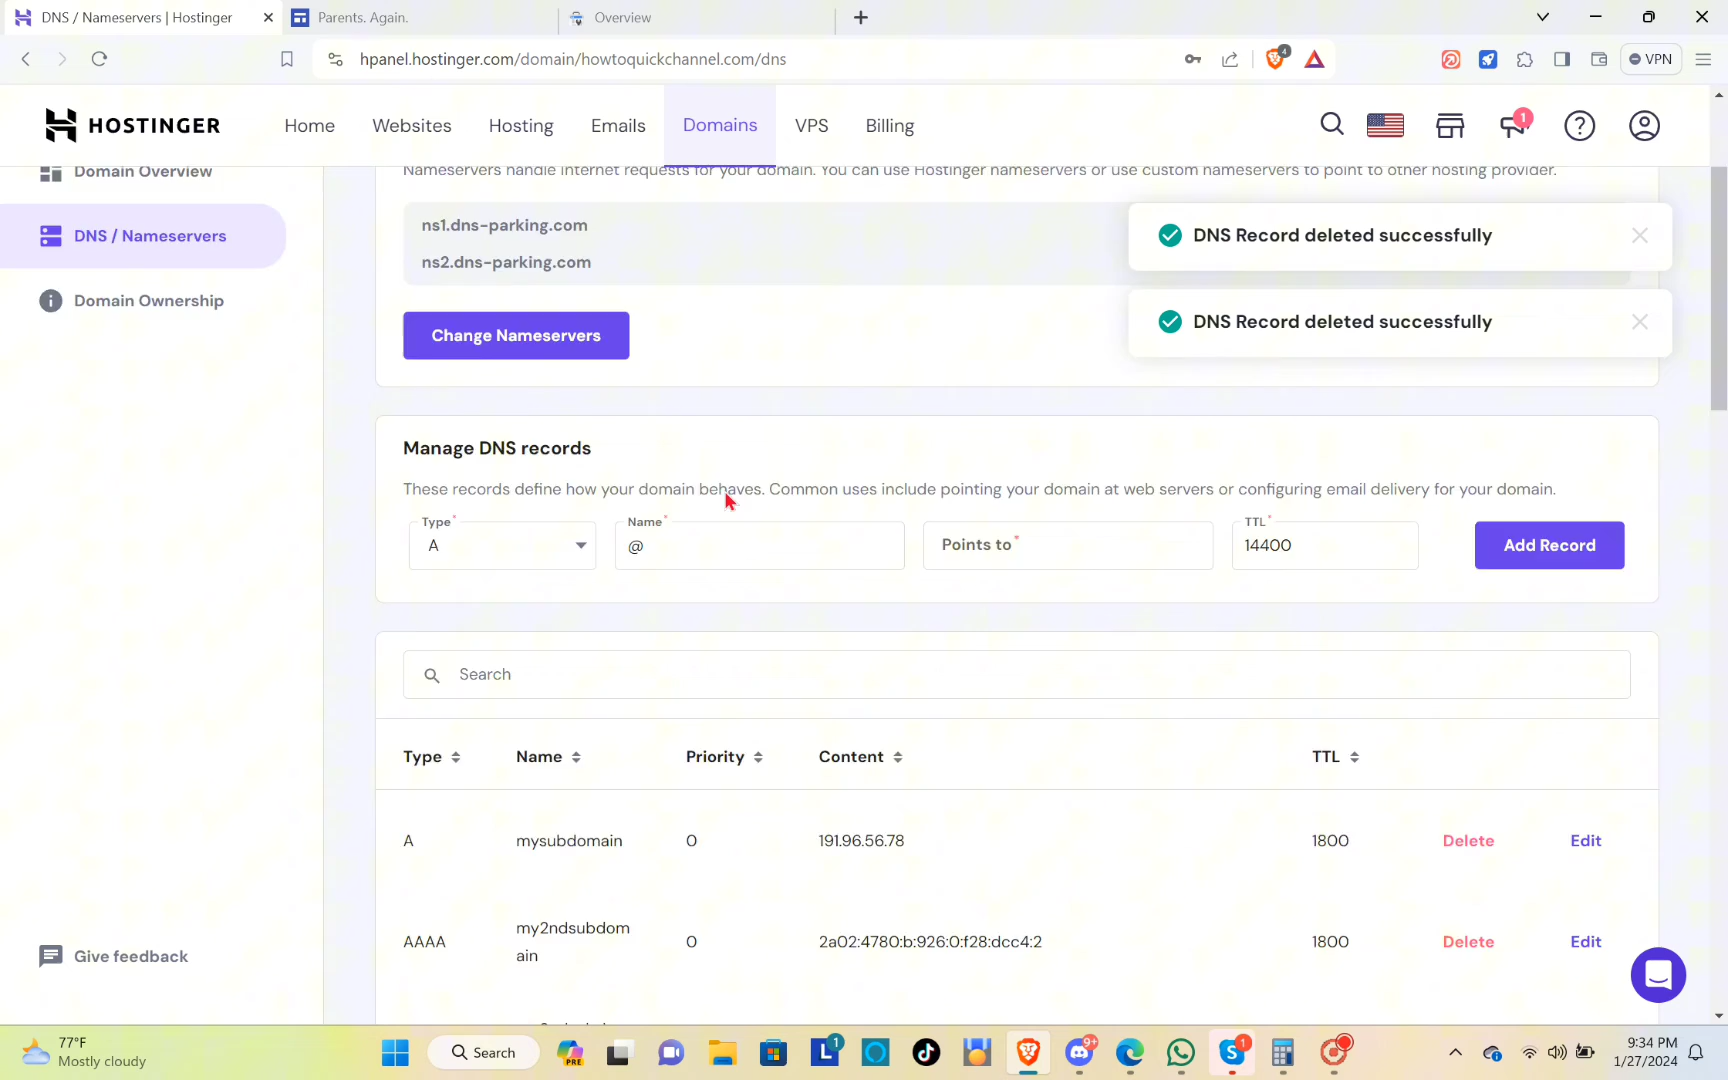 DNS / Nameservers | Hostinger
Parents. Again.
Overview
hpanel.hostinger.com/domain/howtoquickchannel.com/dns
4
VPN
HOSTINGER
Home
Websites
Hosting
Emails
Domains
VPS
Billing
1
Domain Overview
DNS / Nameservers
Domain Ownership
Give feedback
Nameservers handle internet requests for your domain. You can use Hostinger nameservers or use custom nameservers to point to other hosting provider.
ns1.dns-parking.com
ns2.dns-parking.com
DNS Record deleted successfully
DNS Record deleted successfully
Change Nameservers
Manage DNS records
These records define how your domain behaves. Common uses include pointing your domain at web servers or configuring email delivery for your domain.
Type*
A
Name*
@
Points to*
TTL*
14400
Add Record
Search
Type
Name
Priority
Content
TTL
A
mysubdomain
0
191.96.56.78
1800
Delete
Edit
AAAA
my2ndsubdom
ain
0
2a02:4780:b:926:0:f28:dcc4:2
1800
Delete
Edit
77°F
Mostly cloudy
Search
PRE
L
1
9+
S
1
9:34 PM
1/27/2024